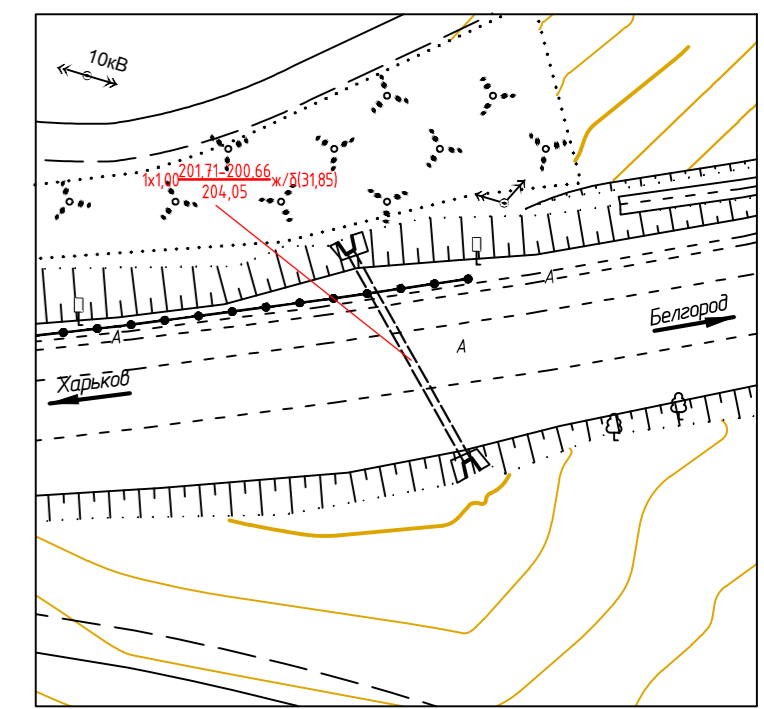 10кВ
1х1,00 201.71-200.66 ж/б(31,85)
204,05
А
Белгород
А
А
Харьков